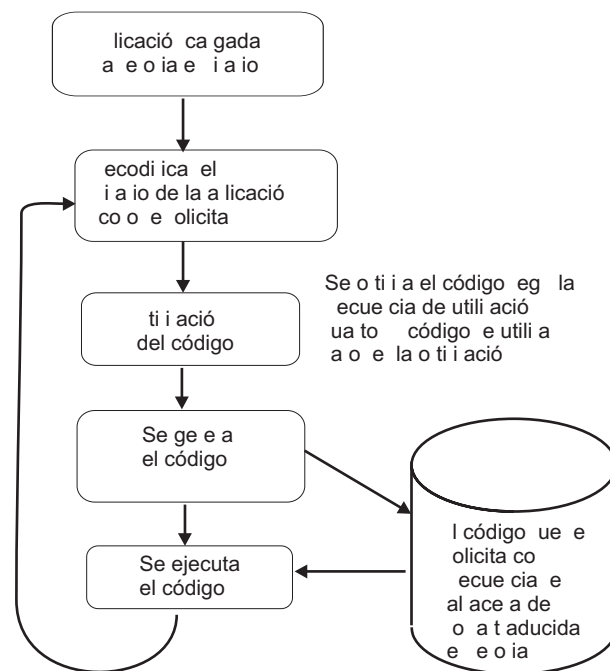 licació ca gada
a e o ia e i a io
ecodi ica el
i a io de la a licació
co o e olicita
Se o ti i a el código eg la
ecue cia de utili ació
ua to código e utili a
a o e la o ti i ació
ti i ació
del código
Se ge e a
el código
Se ejecuta
el código
l código ue e
olicita co
ecue cia e
al ace a de
o a t aducida
e e o ia